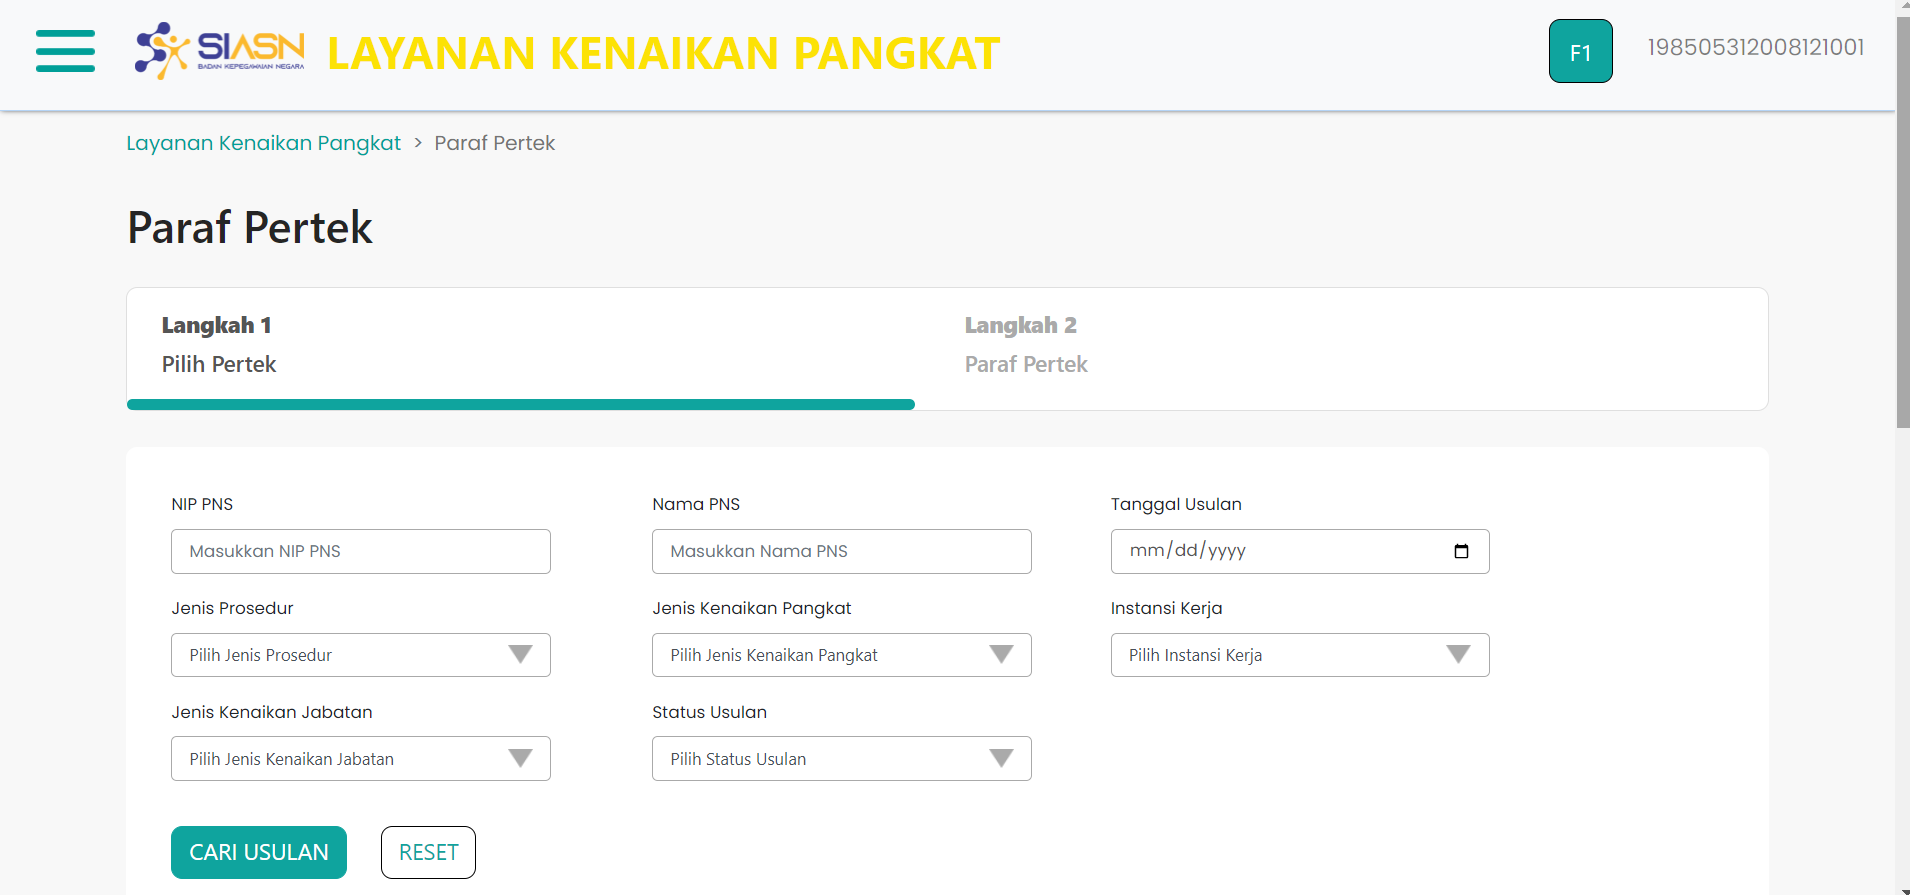 SIASN
BADAN KEPEGAWAIAN NEGARA
LAYANAN KENAIKAN PANGKAT
F1
198505312008121001
Layanan Kenaikan Pangkat > Paraf Pertek
Paraf Pertek
Langkah 1
Pilih Pertek
Langkah 2
Paraf Pertek
NIP PNS
Masukkan NIP PNS
Nama PNS
Masukkan Nama PNS
Tanggal Usulan
mm/dd/yyyy
Jenis Prosedur
Pilih Jenis Prosedur
Jenis Kenaikan Pangkat
Pilih Jenis Kenaikan Pangkat
Instansi Kerja
Pilih Instansi Kerja
Jenis Kenaikan Jabatan
Pilih Jenis Kenaikan Jabatan
Status Usulan
Pilih Status Usulan
CARI USULAN
RESET